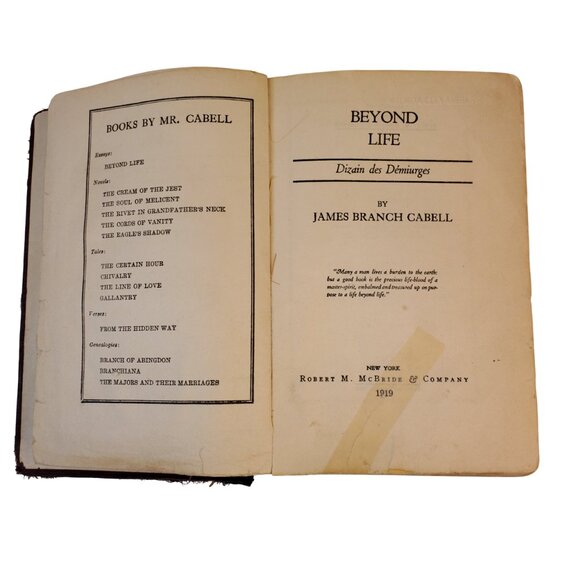 BOOKS BY MR. CABELL
Essays:
BEYOND LIFE
Novels:
THE CREAM OF THE JEST
THE SOUL OF MELICENT
THE RIVET IN GRANDFATHER'S NECK
THE CORDS OF VANITY
THE EAGLE'S SHADOW
Tales:
THE CERTAIN HOUR
CHIVALRY
THE LINE OF LOVE
GALLANTRY
Verses:
FROM THE HIDDEN WAY
Genealogies:
BRANCH OF ABINGDON
BRANCHIANA
THE MAJORS AND THEIR MARRIAGES
BEYOND
LIFE
Dizain des Démiurges
BY
JAMES BRANCH CABELL
"Many a man lives a burden to the earth:
but a good book is the precious life-blood of a
master-spirit, embalmed and treasured up on pur-
pose to a life beyond life."
NEW YORK
ROBERT M. MCBRIDE & COMPANY
1919